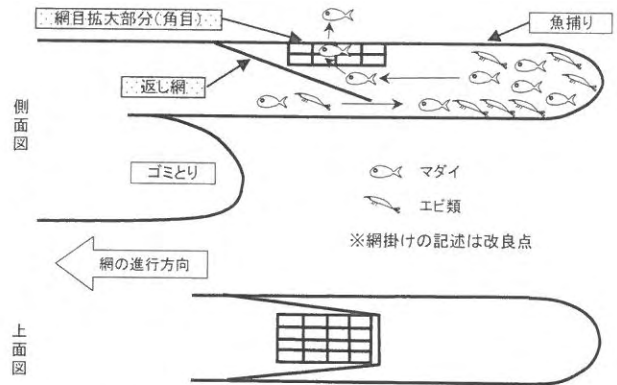 網目拡大部分（角目）
魚捕り
返し網
側面図
ゴミとり
マダイ
エビ類
※網掛けの記述は改良点
網の進行方向
上面図